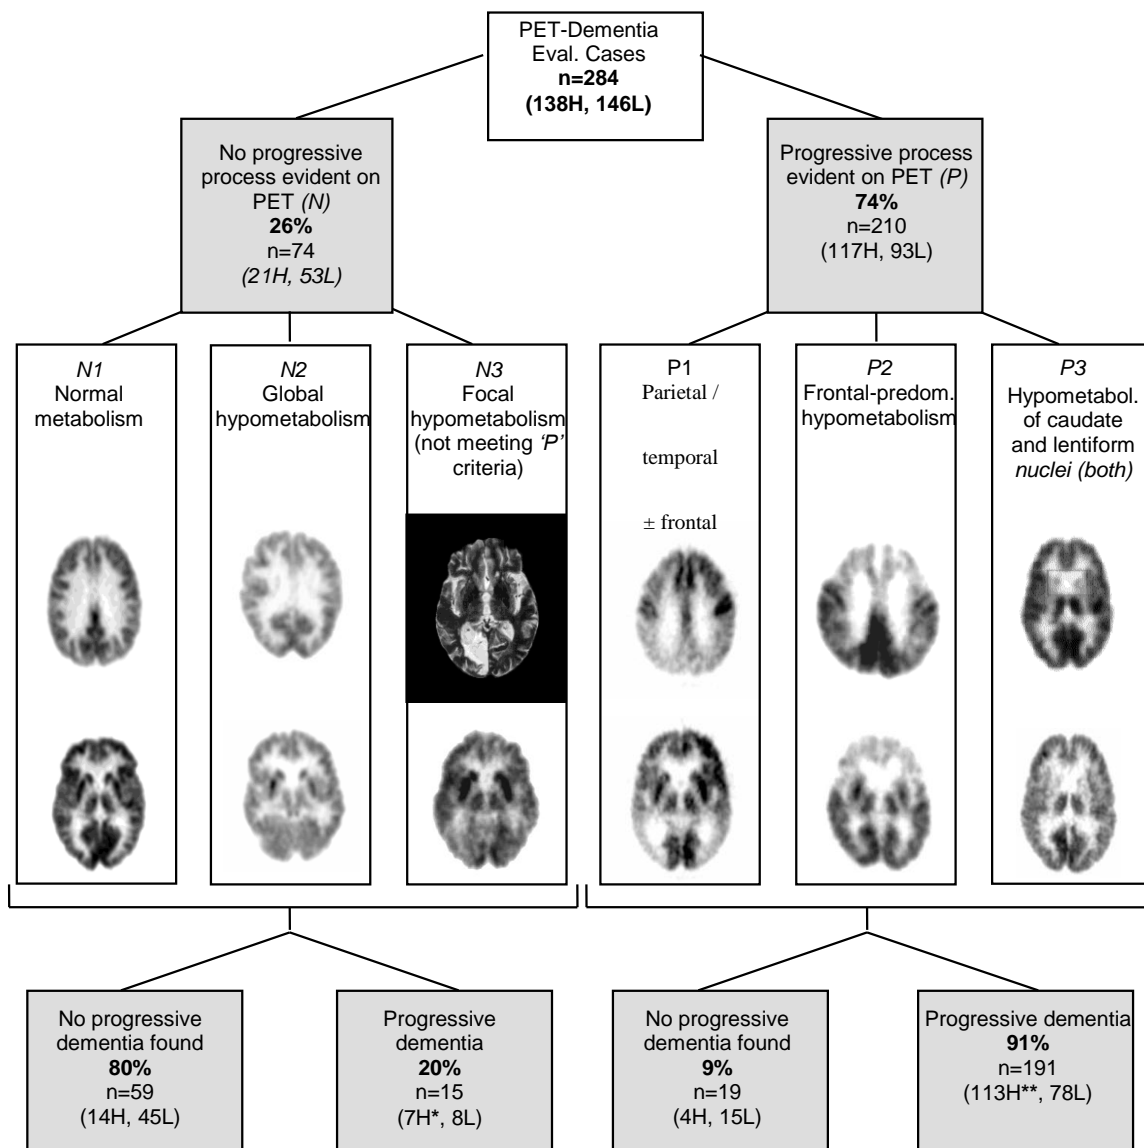 PET-Dementia
Eval. Cases
n=284
(138H, 146L)
No progressive
process evident on
PET (N)
26%
n=74
(21H, 53L)
Progressive process
evident on PET (P)
74%
n=210
(117H, 93L)
N1
Normal
metabolism
N2
Global
hypometabolism
N3
Focal
hypometabolism
(not meeting ‘P’
criteria)
P1
Parietal /
temporal
± frontal
P2
Frontal-predom.
hypometabolism
P3
Hypometabol.
of caudate
and lentiform
nuclei (both)
No progressive
dementia found
80%
n=59
(14H, 45L)
Progressive
dementia
20%
n=15
(7H*, 8L)
No progressive
dementia found
9%
n=19
(4H, 15L)
Progressive dementia
91%
n=191
(113H**, 78L)